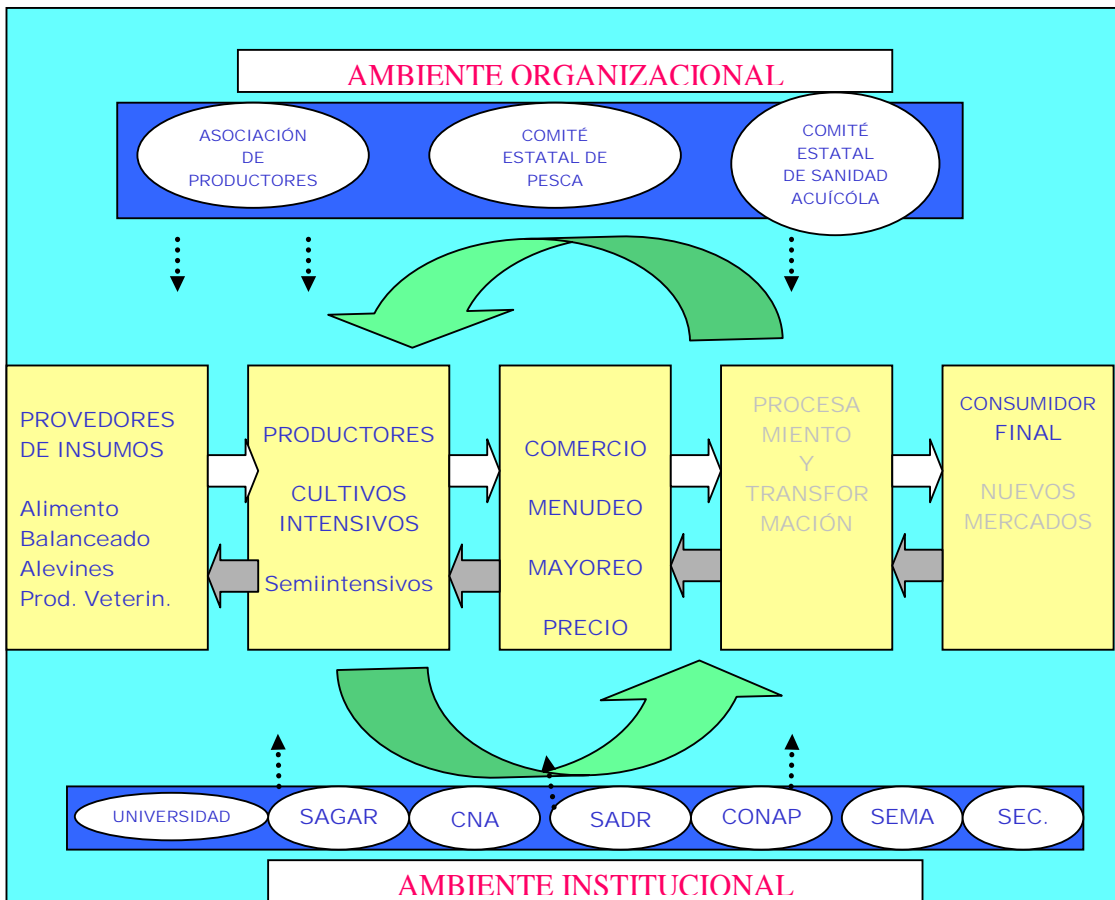 AMBIENTE ORGANIZACIONAL
ASOCIACIÓN
DE
PRODUCTORES
COMITÉ
ESTATAL DE
PESCA
COMITÉ
ESTATAL
DE SANIDAD
ACUÍCÓLA
PROVEDORES
DE INSUMOS
Alimento
Balanceado
Alevines
Prod. Veterin.
PRODUCTORES
CULTIVOS
INTENSIVOS
Semiintensivos
COMERCIO
MENUDEO
MAYOREO
PRECIO
PROCESA
MIENTO
Y
TRANSFOR
MACIÓN
CONSUMIDOR
FINAL
NUEVOS
MERCADOS
UNIVERSIDAD
SAGAR
CNA
SADR
CONAP
SEMA
SEC.
AMBIENTE INSTITUCIONAL